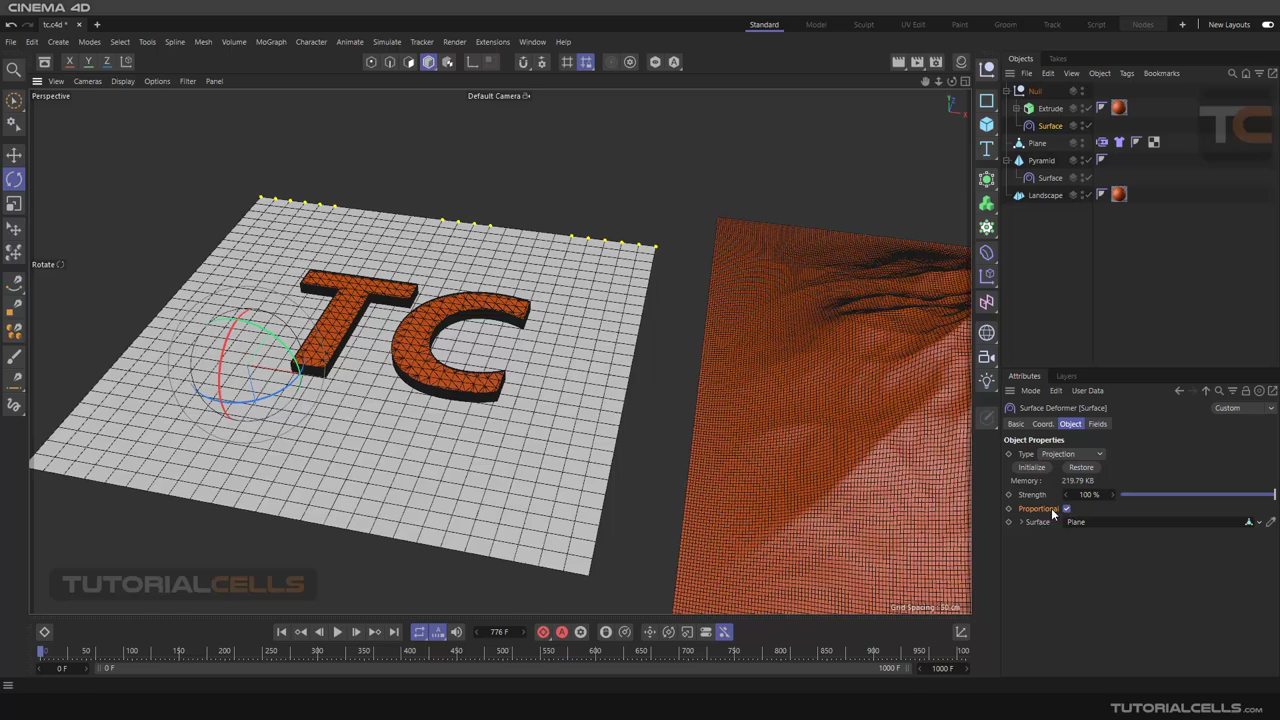 CINEMA 4D
tc.c4d *
Standard Model Sculpt UV Edit Paint Groom Track Script Nodes New Layouts
File Edit Create Modes Select Tools Spline Mesh Volume MoGraph Character Animate Simulate Tracker Render Extensions Window Help
X Y Z
View Cameras Display Options Filter Panel
Perspective
Default Camera
Y Z X
Rotate
TC
TUTORIALCELLS
Grid Spacing : 50 cm
Objects Takes
File Edit View Object Tags Bookmarks
Null
Extrude
Surface
Plane
Pyramid
Surface
Landscape
TC
Attributes Layers
Mode Edit User Data
Surface Deformer [Surface] Custom
Basic Coord. Object Fields
Object Properties
Type Projection
Initialize Restore
Memory : 219.79 KB
Strength 100 %
Proportional
Surface Plane
776 F
0 50 100 150 200 250 300 350 400 450 500 550 600 650 700 750 800 850 900 950 100
0 F 0 F 1000 F 1000 F
TUTORIALCELLS.COM